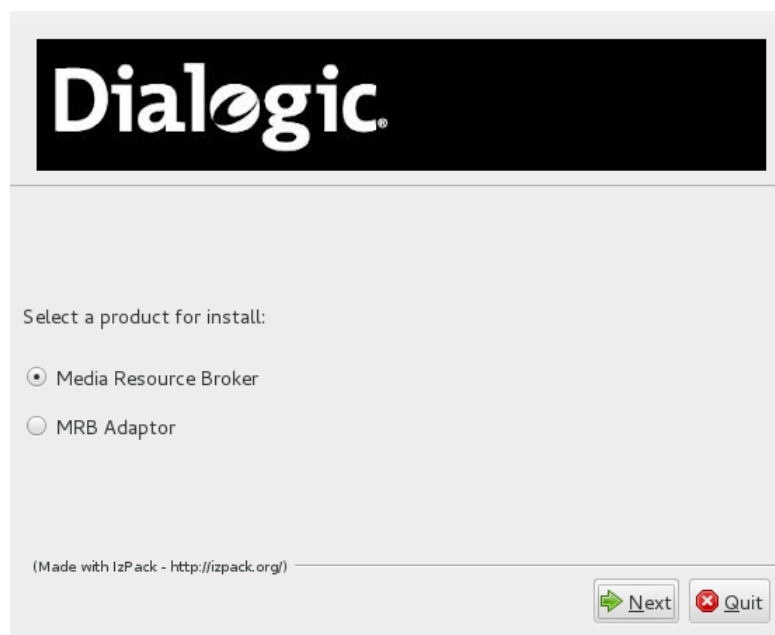 Dialogic®
Select a product for install:
Media Resource Broker
MRB Adaptor
(Made with IzPack - http://izpack.org/)
Next Quit